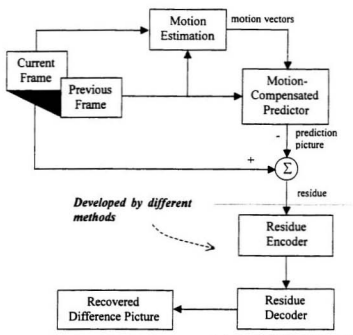 Motion
Estimation
motion vectors
Current
Frame
Previous
Frame
Motion-
Compensated
Predictor
-
prediction
picture
+
Σ
residue
Developed by different
methods
Residue
Encoder
Recovered
Difference Picture
Residue
Decoder